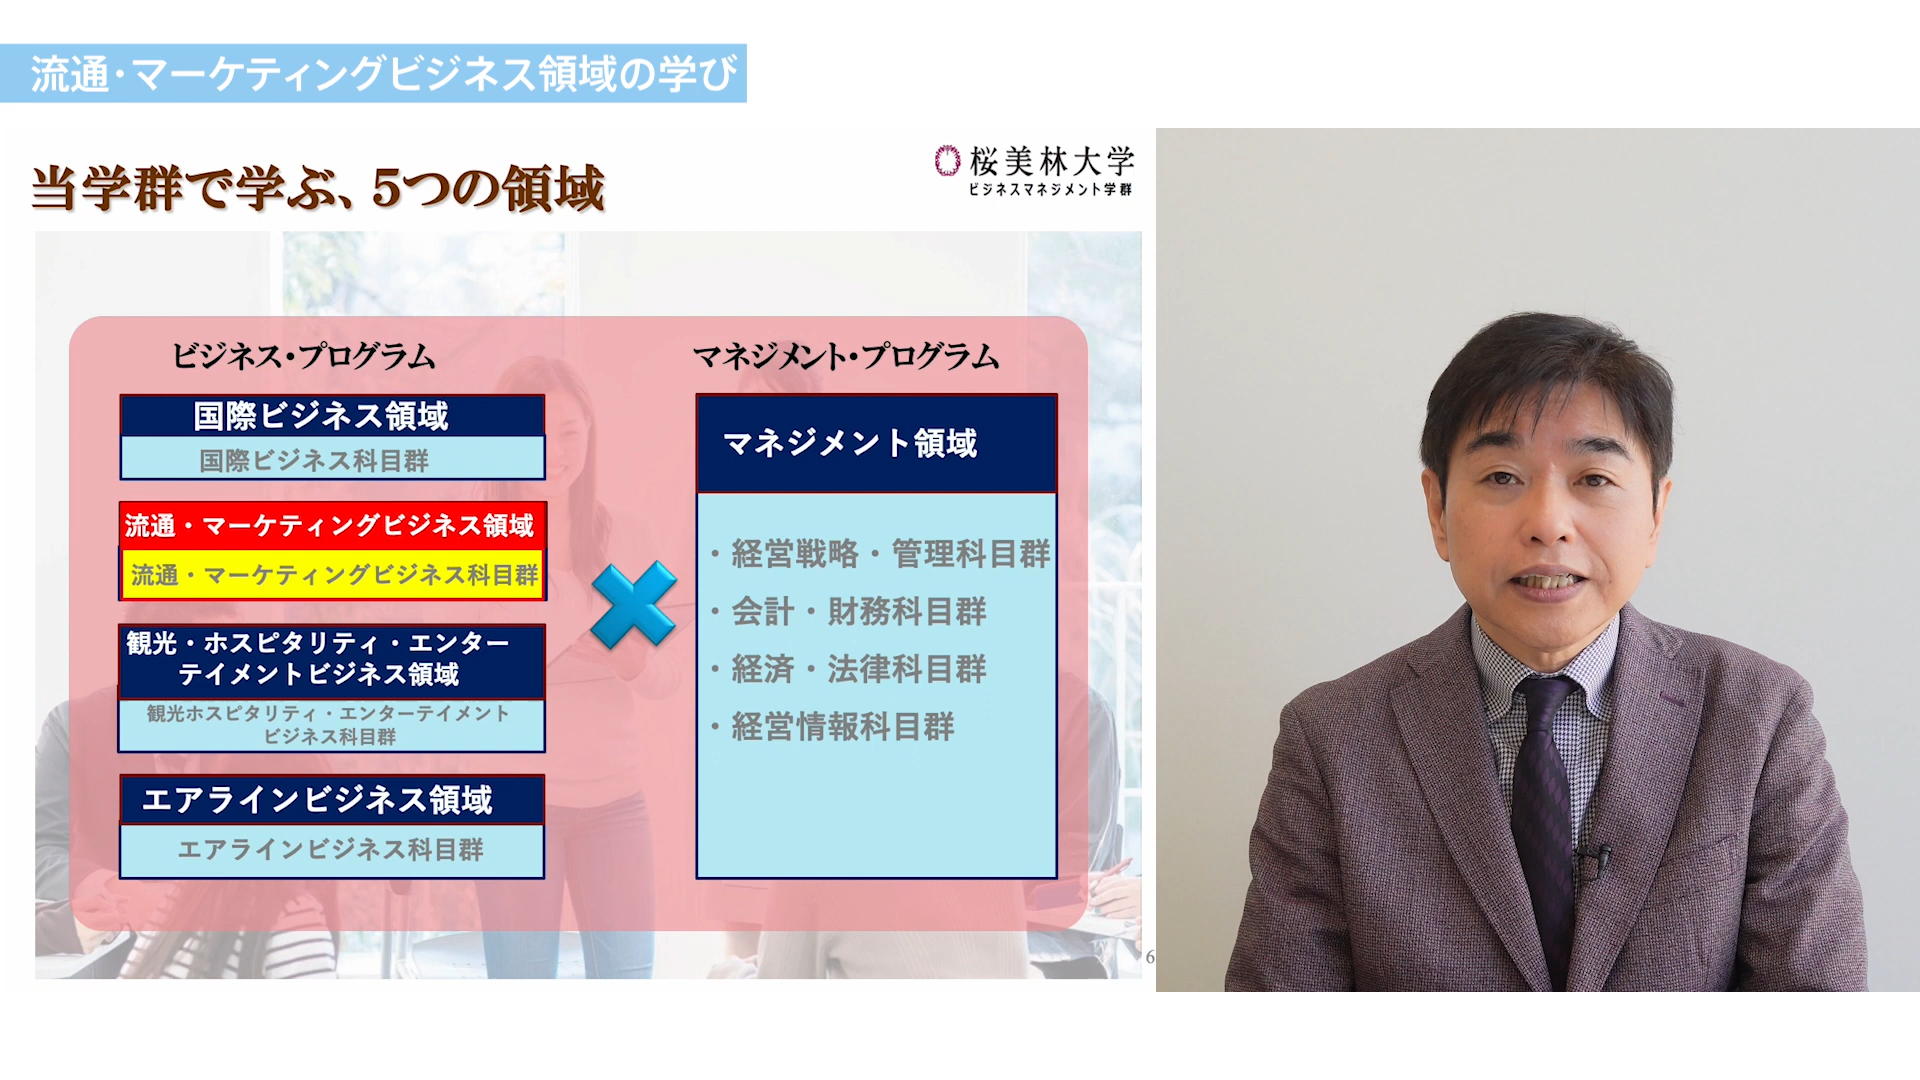 流通・マーケティングビジネス領域の学び
当学群で学ぶ、5つの領域
桜美林大学
ビジネスマネジメント学群
ビジネス・プログラム
国際ビジネス領域
国際ビジネス科目群
流通・マーケティングビジネス領域
流通・マーケティングビジネス科目群
観光・ホスピタリティ・エンター
テイメントビジネス領域
観光ホスピタリティ・エンターテイメント
ビジネス科目群
エアラインビジネス領域
エアラインビジネス科目群
マネジメント・プログラム
マネジメント領域
・経営戦略・管理科目群
・会計・財務科目群
・経済・法律科目群
・経営情報科目群
6